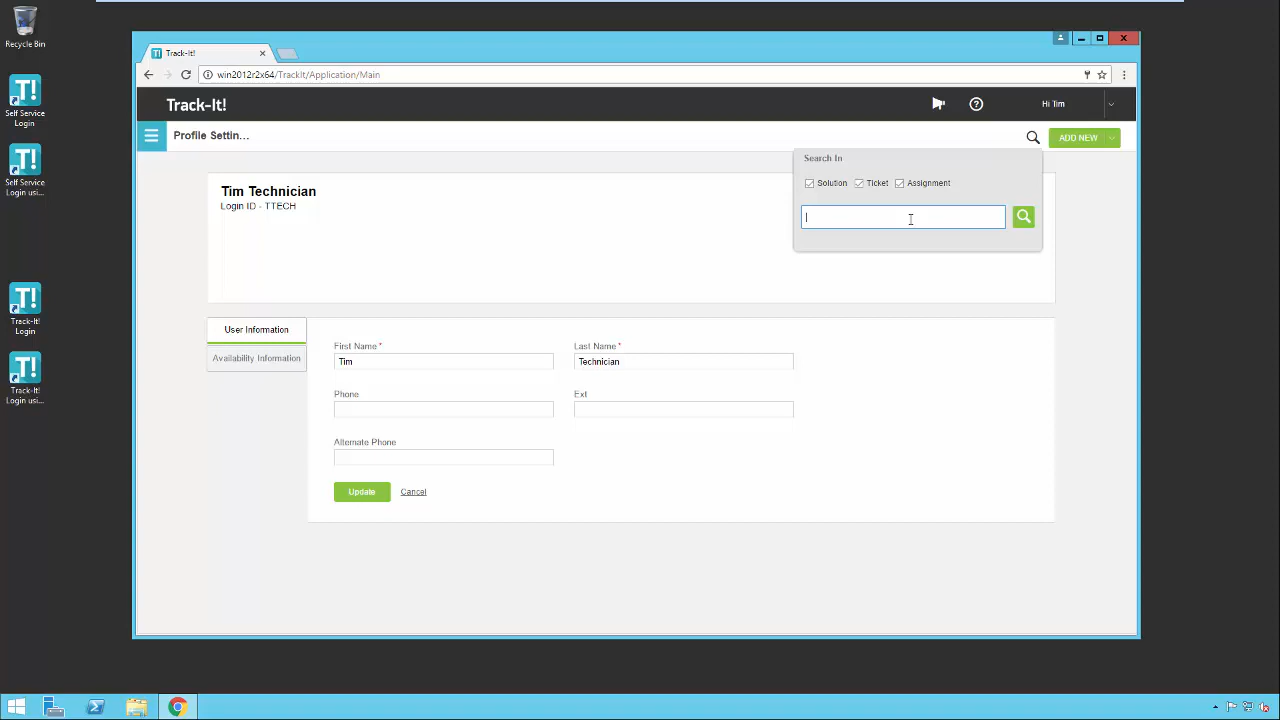 Recycle Bin
Self Service
Login
Self Service
Login usi...
Track-It!
Login
Track-It!
Login usi...
T! Track-It!
win2012r2x64/TrackIt/Application/Main
Track-It!
Hi Tim
Profile Settin...
ADD NEW
Search In
Solution Ticket Assignment
Tim Technician
Login ID - TTECH
User Information
Availability Information
First Name * Last Name *
Tim Technician
Phone Ext
Alternate Phone
Update Cancel